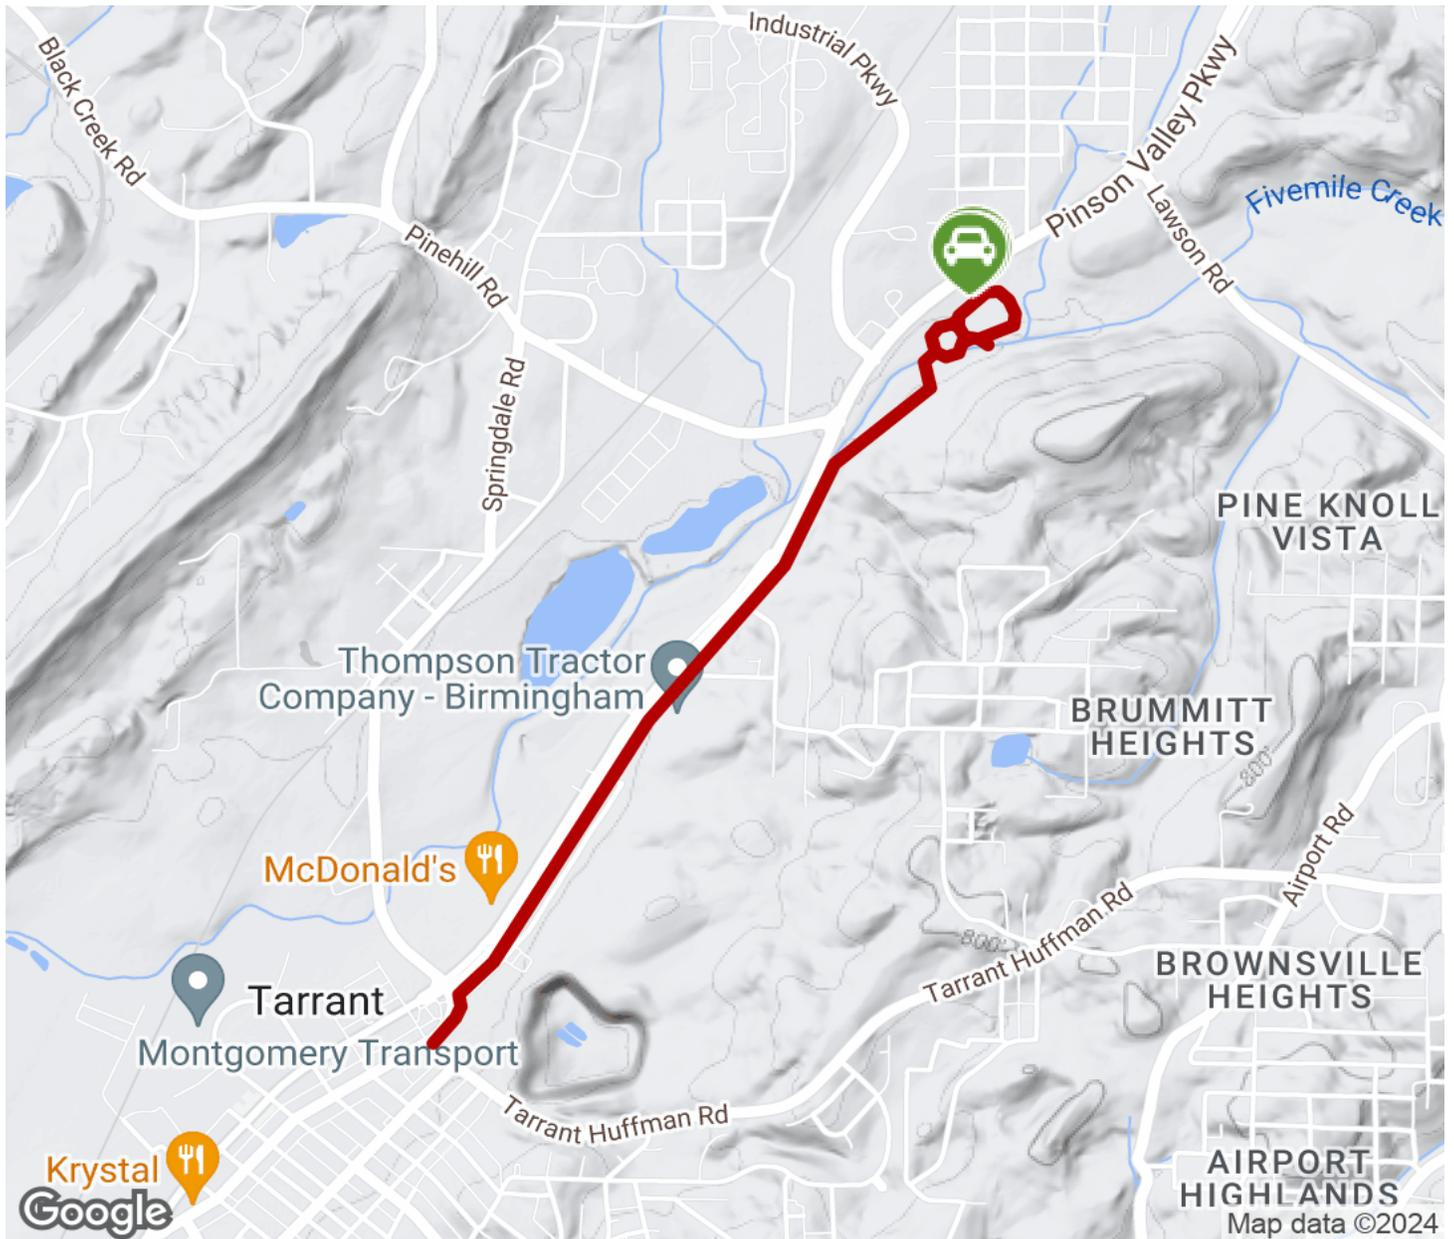 Industrial Pkwy
Black Creek Rd
Pinson Valley Pkwy
Fivemile Creek
Lawson Rd
Pinehill Rd
Springdale Rd
PINE KNOLL
VISTA
Thompson Tractor
Company - Birmingham
BRUMMITT
HEIGHTS
800'
McDonald's
Airport Rd
Tarrant Huffman Rd
800'
BROWNSVILLE
HEIGHTS
Tarrant
Montgomery Transport
Tarrant Huffman Rd
Krystal
AIRPORT
HIGHLANDS
Google
Map data ©2024